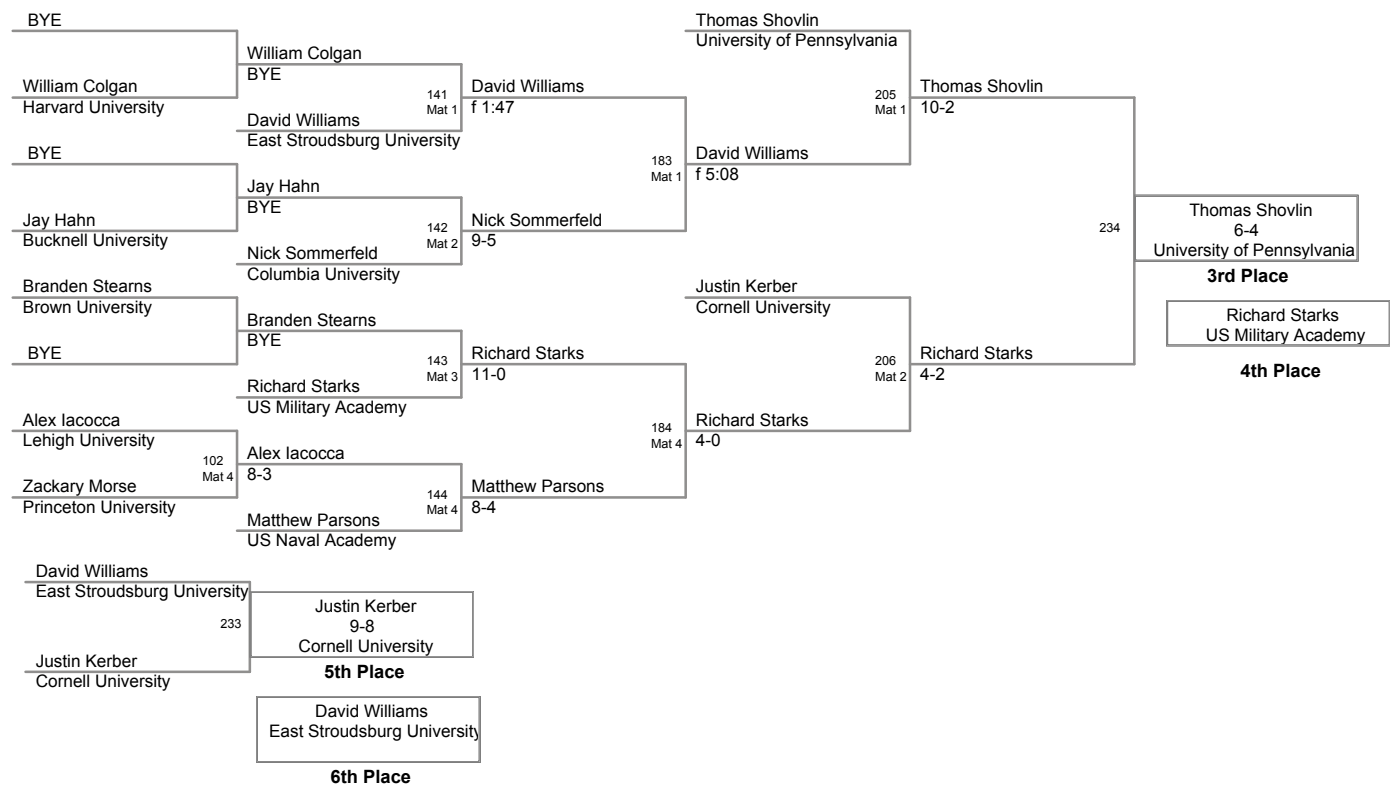 BYE
William Colgan
Harvard University
BYE
Jay Hahn
Bucknell University
Branden Stearns
Brown University
BYE
Alex Iacocca
Lehigh University
Zackary Morse
Princeton University
102
Mat 4
William Colgan
BYE
David Williams
East Stroudsburg University
141
Mat 1
Jay Hahn
BYE
Nick Sommerfeld
Columbia University
142
Mat 2
Branden Stearns
BYE
Richard Starks
US Military Academy
143
Mat 3
Alex Iacocca
8-3
Matthew Parsons
US Naval Academy
144
Mat 4
David Williams
f 1:47
Nick Sommerfeld
9-5
183
Mat 1
Richard Starks
11-0
Matthew Parsons
8-4
184
Mat 4
Thomas Shovlin
University of Pennsylvania
David Williams
f 5:08
205
Mat 1
Justin Kerber
Cornell University
Richard Starks
4-0
206
Mat 2
Thomas Shovlin
10-2
Richard Starks
4-2
234
Thomas Shovlin
6-4
University of Pennsylvania
3rd Place
Richard Starks
US Military Academy
4th Place
David Williams
East Stroudsburg University
Justin Kerber
Cornell University
233
Justin Kerber
9-8
Cornell University
5th Place
David Williams
East Stroudsburg University
6th Place